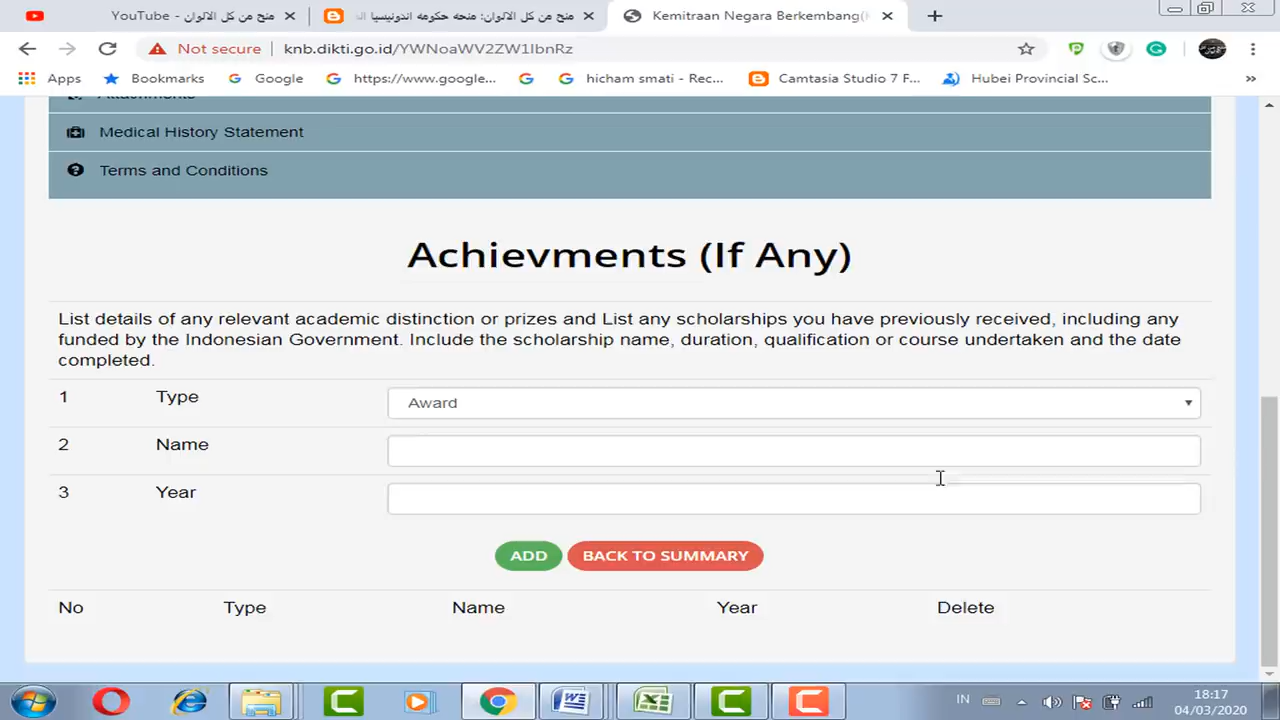 YouTube - منح من كل الالوان
منح من كل الالوان: منحه حكومه اندونيسيا ال
Kemitraan Negara Berkembang(
Not secure knb.dikti.go.id/YWNoaWV2ZW1lbnRz
Apps Bookmarks Google https://www.google... hicham smati - Rec... Camtasia Studio 7 F... Hubei Provincial Sc... »
Attachments
Medical History Statement
Terms and Conditions
Achievments (If Any)
List details of any relevant academic distinction or prizes and List any scholarships you have previously received, including any
funded by the Indonesian Government. Include the scholarship name, duration, qualification or course undertaken and the date
completed.
1 Type Award
2 Name
3 Year
ADD BACK TO SUMMARY
No Type Name Year Delete
IN 18:17
04/03/2020